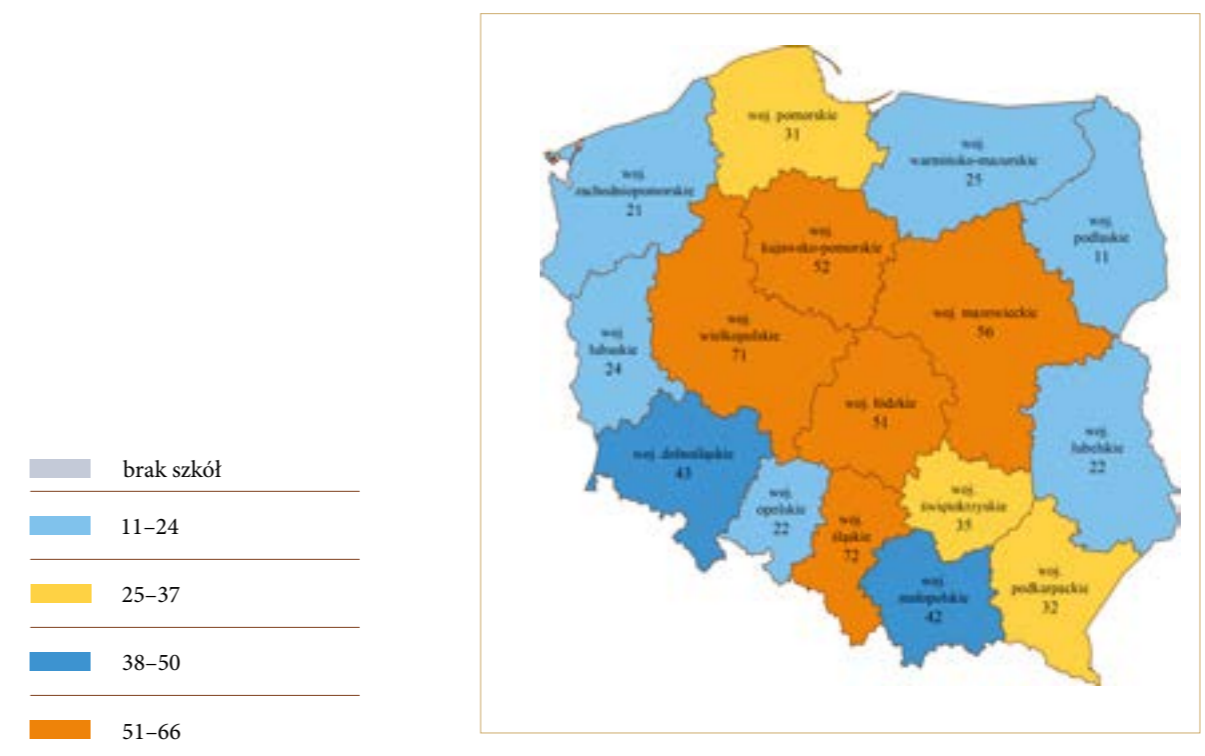 brak szkół
11–24
25–37
38–50
51–66
woj. pomorskie
31
woj.
warmińsko-mazurskie
25
woj.
zachodniopomorskie
21
woj.
podlaskie
11
woj.
kujawsko-pomorskie
52
woj. mazowieckie
56
woj.
wielkopolskie
71
woj.
lubuskie
24
woj. łódzkie
51
woj.
lubelskie
22
woj. dolnośląskie
43
woj.
opolskie
22
woj.
śląskie
72
woj.
świętokrzyskie
35
woj.
małopolskie
42
woj.
podkarpackie
32